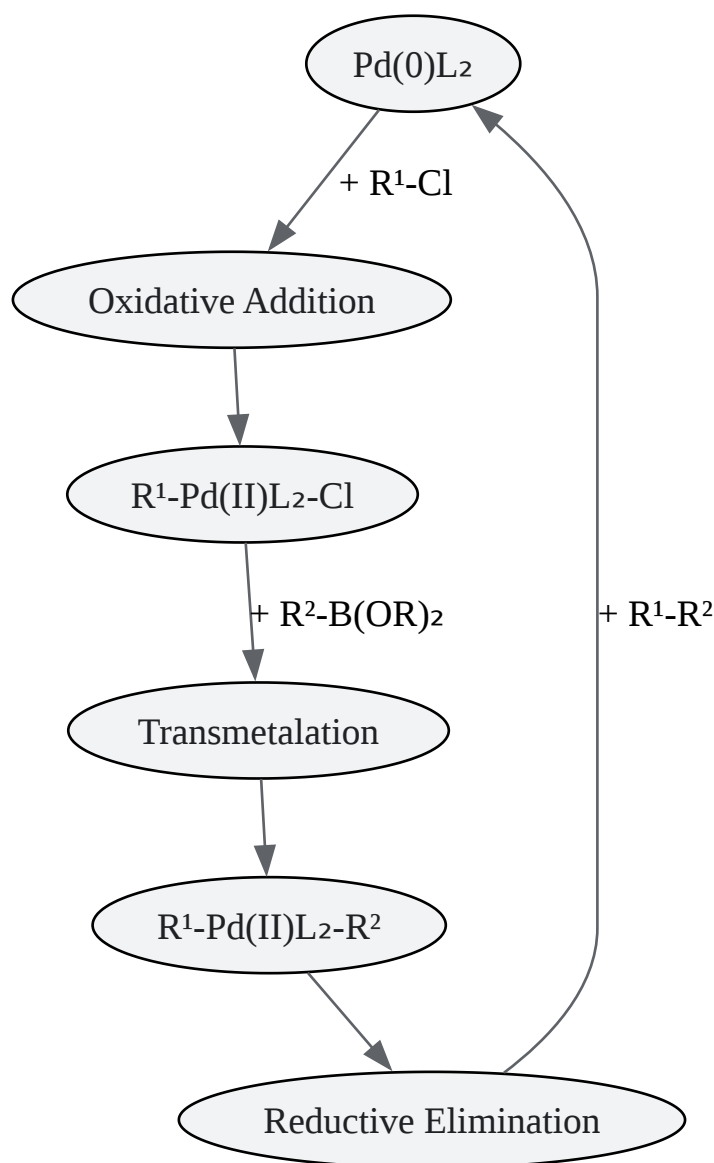 Pd(0)L₂
+ R¹-Cl
Oxidative Addition
R¹-Pd(II)L₂-Cl
+ R²-B(OR)₂
+ R¹-R²
Transmetalation
R¹-Pd(II)L₂-R²
Reductive Elimination